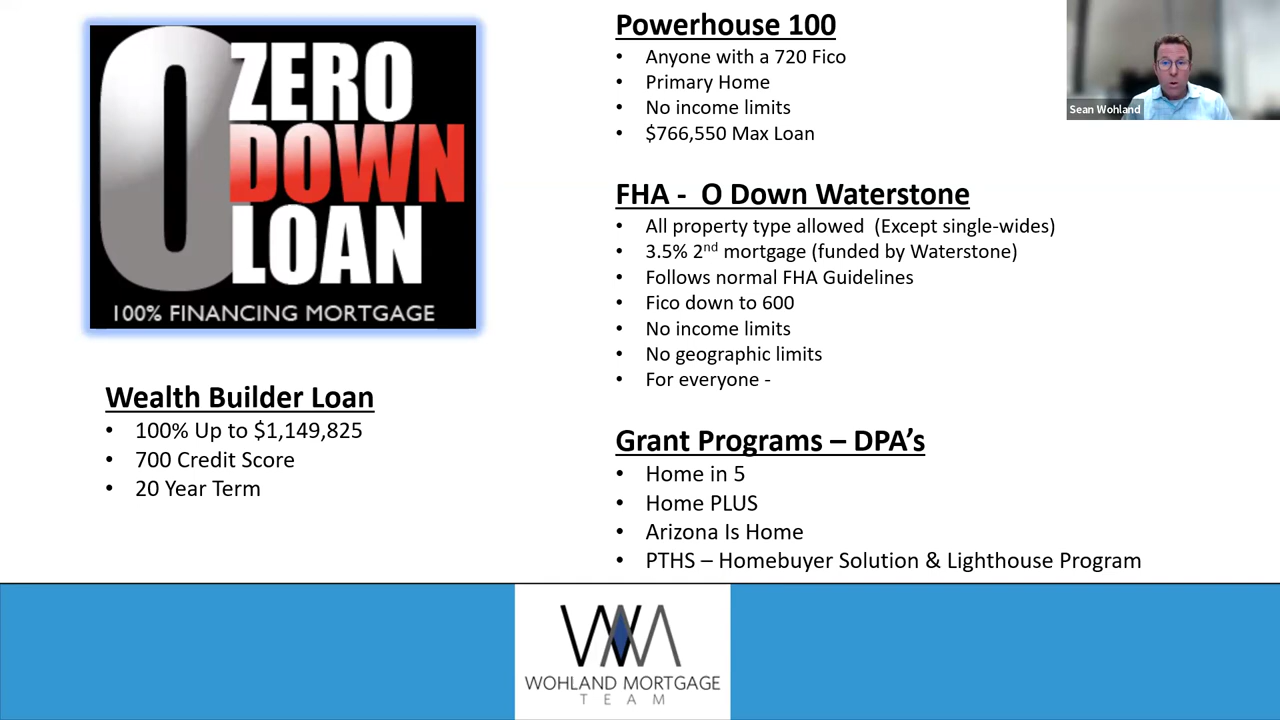 0 ZERO
DOWN
LOAN
100% FINANCING MORTGAGE
Wealth Builder Loan
• 100% Up to $1,149,825
• 700 Credit Score
• 20 Year Term
Powerhouse 100
• Anyone with a 720 Fico
• Primary Home
• No income limits
• $766,550 Max Loan
FHA - O Down Waterstone
• All property type allowed (Except single-wides)
• 3.5% 2nd mortgage (funded by Waterstone)
• Follows normal FHA Guidelines
• Fico down to 600
• No income limits
• No geographic limits
• For everyone -
Grant Programs – DPA’s
• Home in 5
• Home PLUS
• Arizona Is Home
• PTHS – Homebuyer Solution & Lighthouse Program
Sean Wohland
WOHLAND MORTGAGE
TEAM